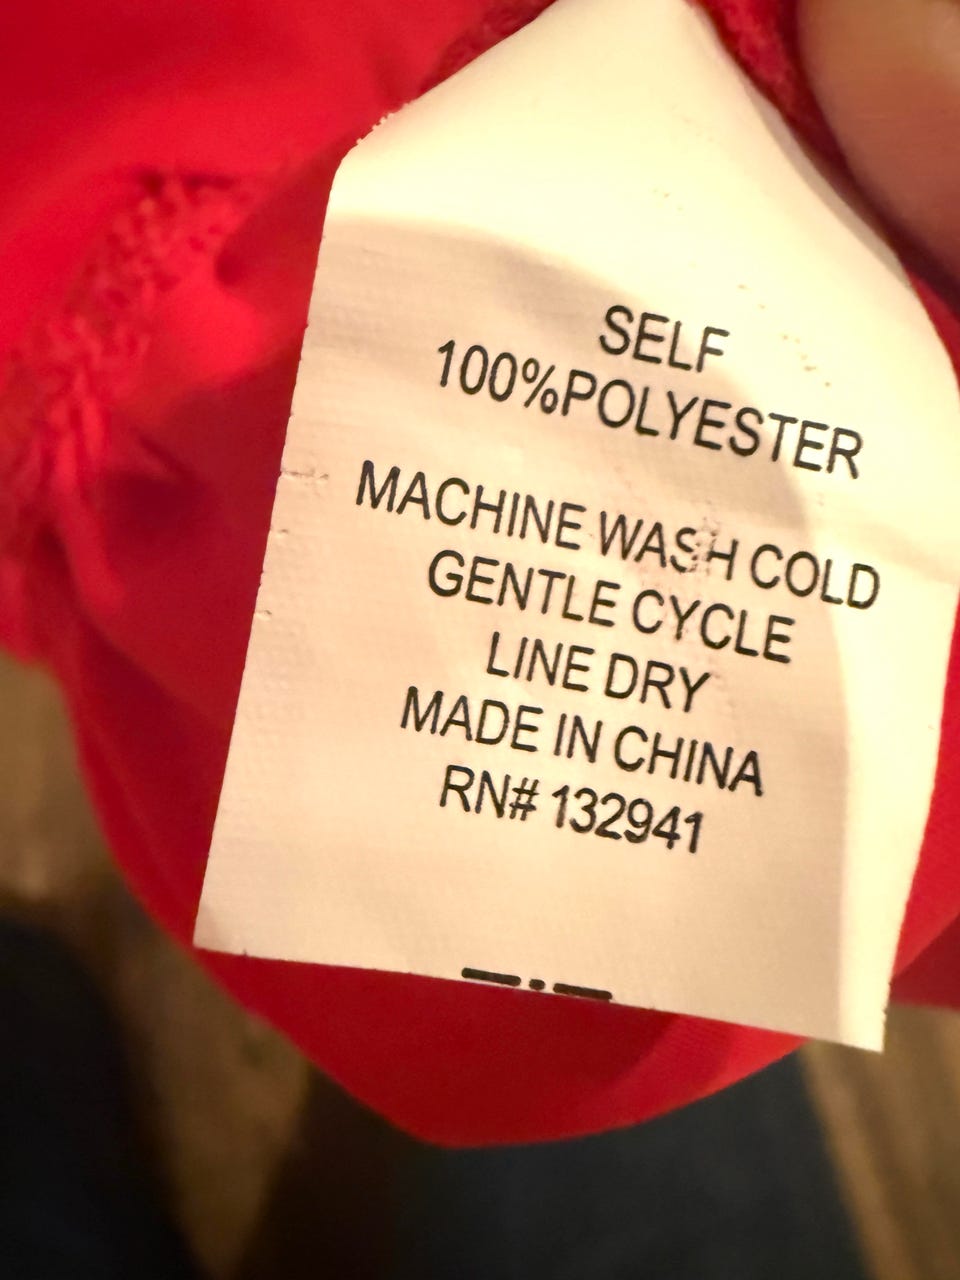 SELF
100%POLYESTER
MACHINE WASH COLD
GENTLE CYCLE
LINE DRY
MADE IN CHINA
RN# 132941